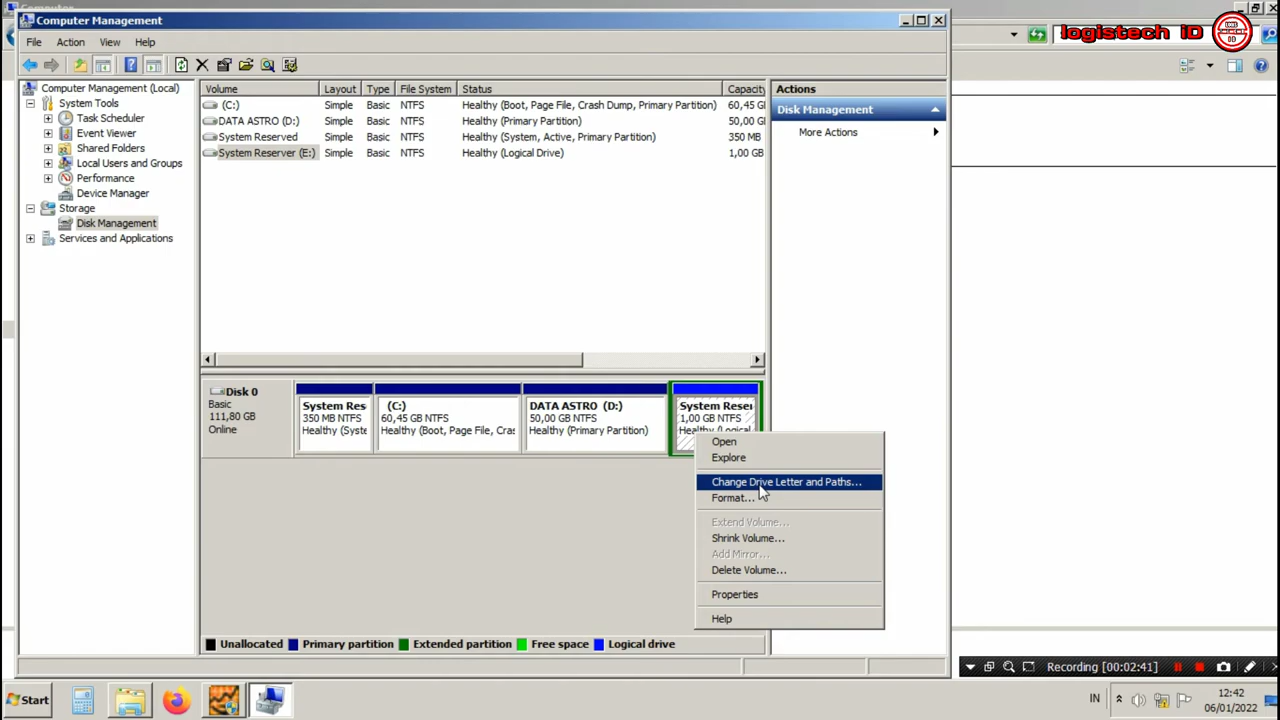 Computer Management
logistech iD
File Action View Help
Computer Management (Local)
System Tools
Task Scheduler
Event Viewer
Shared Folders
Local Users and Groups
Performance
Device Manager
Storage
Disk Management
Services and Applications
Volume Layout Type File System Status Capacity
(C:) Simple Basic NTFS Healthy (Boot, Page File, Crash Dump, Primary Partition) 60,45 GB
DATA ASTRO (D:) Simple Basic NTFS Healthy (Primary Partition) 50,00 GB
System Reserved Simple Basic NTFS Healthy (System, Active, Primary Partition) 350 MB
System Reserver (E:) Simple Basic NTFS Healthy (Logical Drive) 1,00 GB
Actions
Disk Management
More Actions
Disk 0
Basic
111,80 GB
Online
System Res
350 MB NTFS
Healthy (Syste
(C:)
60,45 GB NTFS
Healthy (Boot, Page File, Cras
DATA ASTRO (D:)
50,00 GB NTFS
Healthy (Primary Partition)
System Reser
1,00 GB NTFS
Healthy (Logical
Open
Explore
Change Drive Letter and Paths...
Format...
Extend Volume...
Shrink Volume...
Add Mirror...
Delete Volume...
Properties
Help
Unallocated Primary partition Extended partition Free space Logical drive
Recording [00:02:41]
Start
IN
12:42
06/01/2022